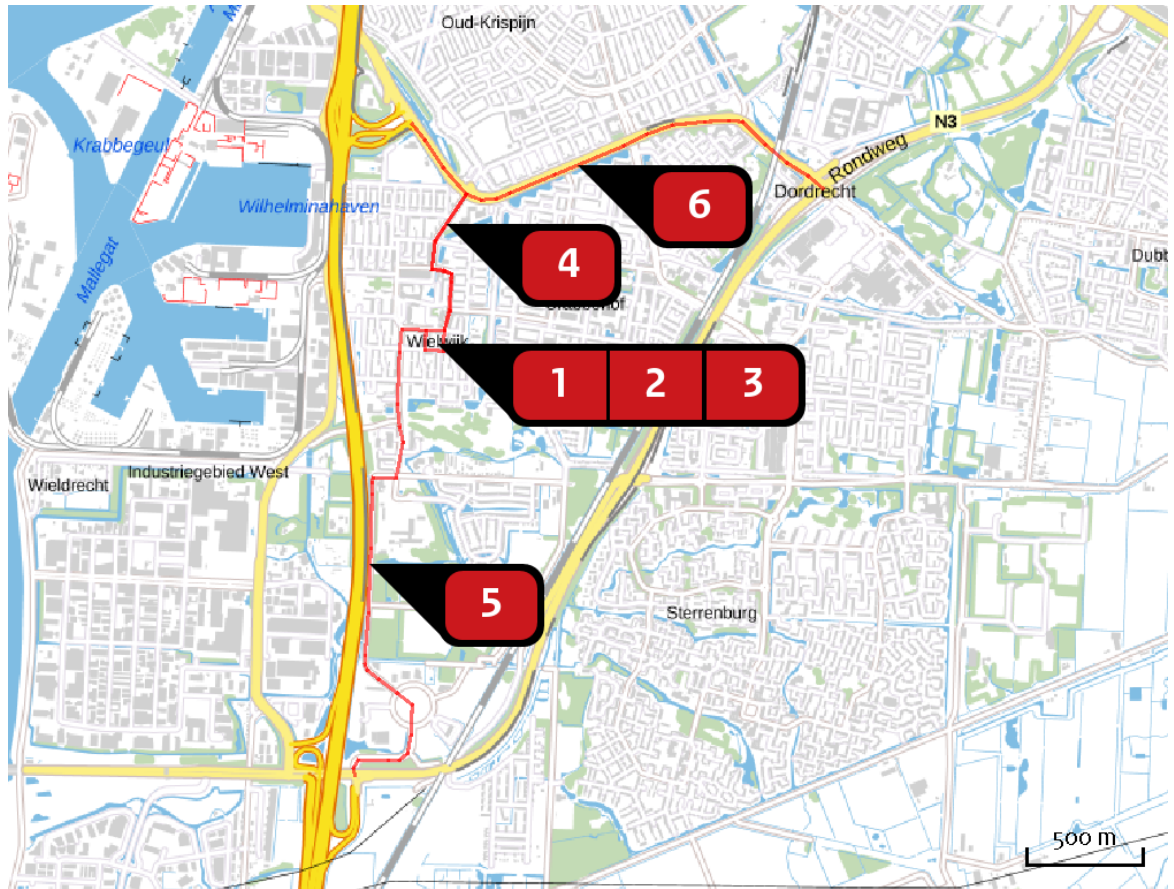 Oud-Krispijn
N3
Krabbegeul
Rondweg
Dordrecht
Wilhelminahaven
6
4
Mallegat
Dubb
Wielwijk
1 2 3
Industriegebied West
Wieldrecht
5
Sterrenburg
500 m